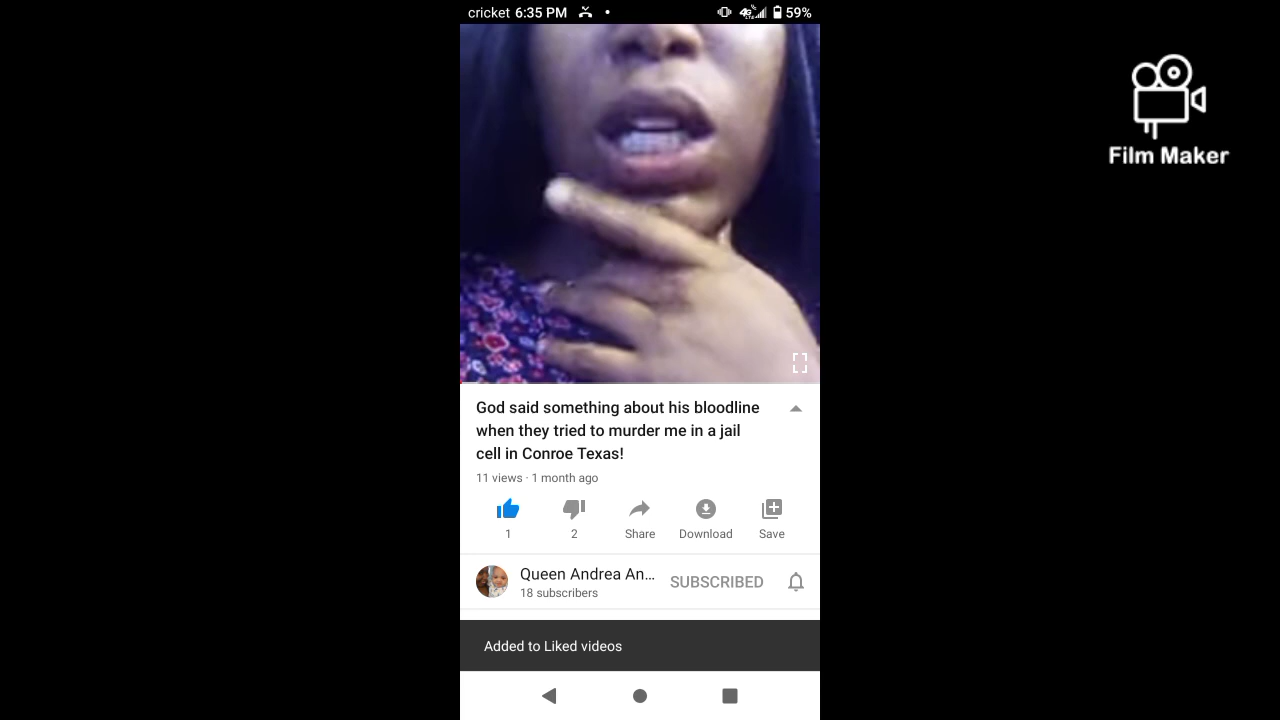 cricket 6:35 PM 59%
Film Maker
God said something about his bloodline
when they tried to murder me in a jail
cell in Conroe Texas!
11 views · 1 month ago
1
2
Share
Download
Save
Queen Andrea An...
SUBSCRIBED
18 subscribers
Added to Liked videos